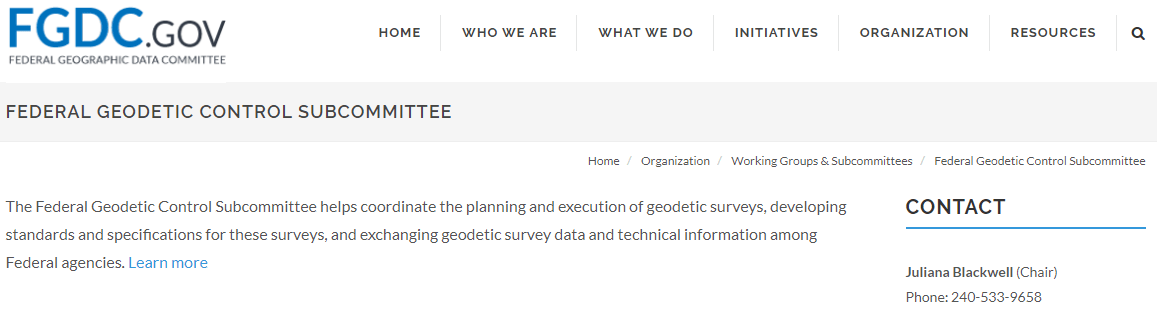 FGDC.GOV
FEDERAL GEOGRAPHIC DATA COMMITTEE
HOME
WHO WE ARE
WHAT WE DO
INITIATIVES
ORGANIZATION
RESOURCES
FEDERAL GEODETIC CONTROL SUBCOMMITTEE
Home / Organization / Working Groups & Subcommittees / Federal Geodetic Control Subcommittee
The Federal Geodetic Control Subcommittee helps coordinate the planning and execution of geodetic surveys, developing
standards and specifications for these surveys, and exchanging geodetic survey data and technical information among
Federal agencies. Learn more
CONTACT
Juliana Blackwell (Chair)
Phone: 240-533-9658